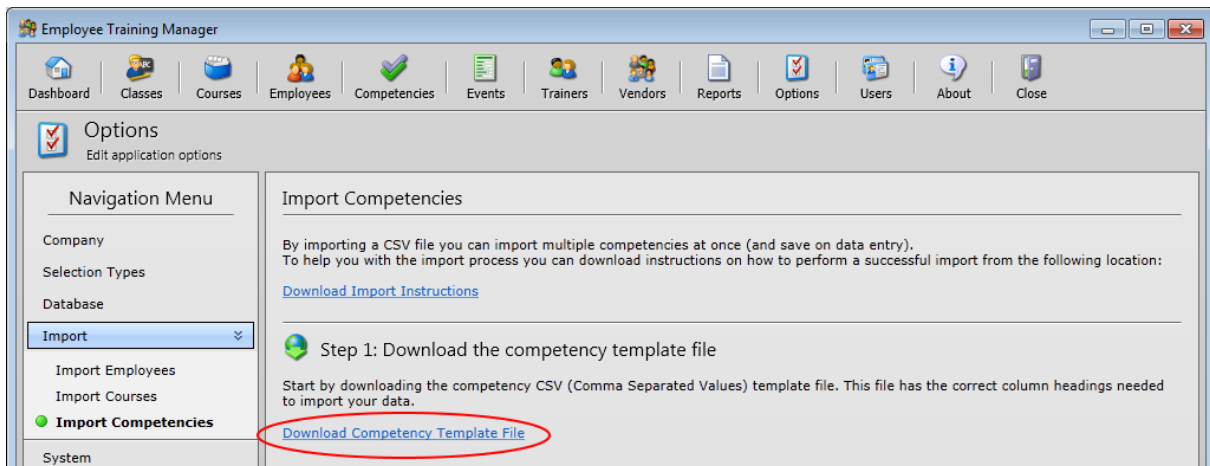 Employee Training Manager
Dashboard Classes Courses Employees Competencies Events Trainers Vendors Reports Options Users About Close
Options
Edit application options
Navigation Menu
Company
Selection Types
Database
Import
Import Employees
Import Courses
Import Competencies
System
Import Competencies
By importing a CSV file you can import multiple competencies at once (and save on data entry).
To help you with the import process you can download instructions on how to perform a successful import from the following location:
Download Import Instructions
Step 1: Download the competency template file
Start by downloading the competency CSV (Comma Separated Values) template file. This file has the correct column headings needed
to import your data.
Download Competency Template File